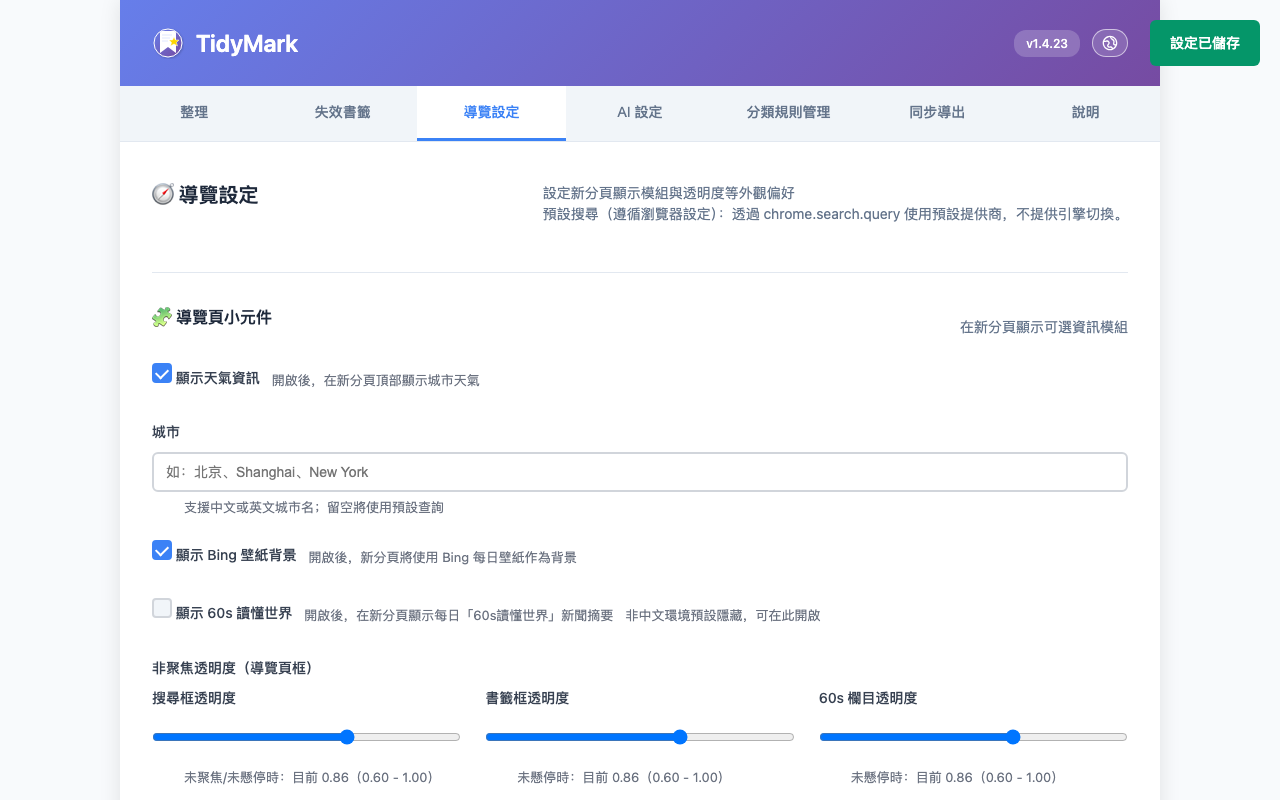 TidyMark
v1.4.23
設定已儲存
整理
失效書籤
導覽設定
AI 設定
分類規則管理
同步導出
說明
導覽設定
設定新分頁顯示模組與透明度等外觀偏好
預設搜尋（遵循瀏覽器設定）：透過 chrome.search.query 使用預設提供商，不提供引擎切換。
導覽頁小元件
在新分頁顯示可選資訊模組
顯示天氣資訊 開啟後，在新分頁頂部顯示城市天氣
城市
如：北京、Shanghai、New York
支援中文或英文城市名；留空將使用預設查詢
顯示 Bing 壁紙背景 開啟後，新分頁將使用 Bing 每日壁紙作為背景
顯示 60s 讀懂世界 開啟後，在新分頁顯示每日「60s讀懂世界」新聞摘要 非中文環境預設隱藏，可在此開啟
非聚焦透明度（導覽頁框）
搜尋框透明度
書籤框透明度
60s 欄目透明度
未聚焦/未懸停時：目前 0.86（0.60 - 1.00）
未懸停時：目前 0.86（0.60 - 1.00）
未懸停時：目前 0.86（0.60 - 1.00）